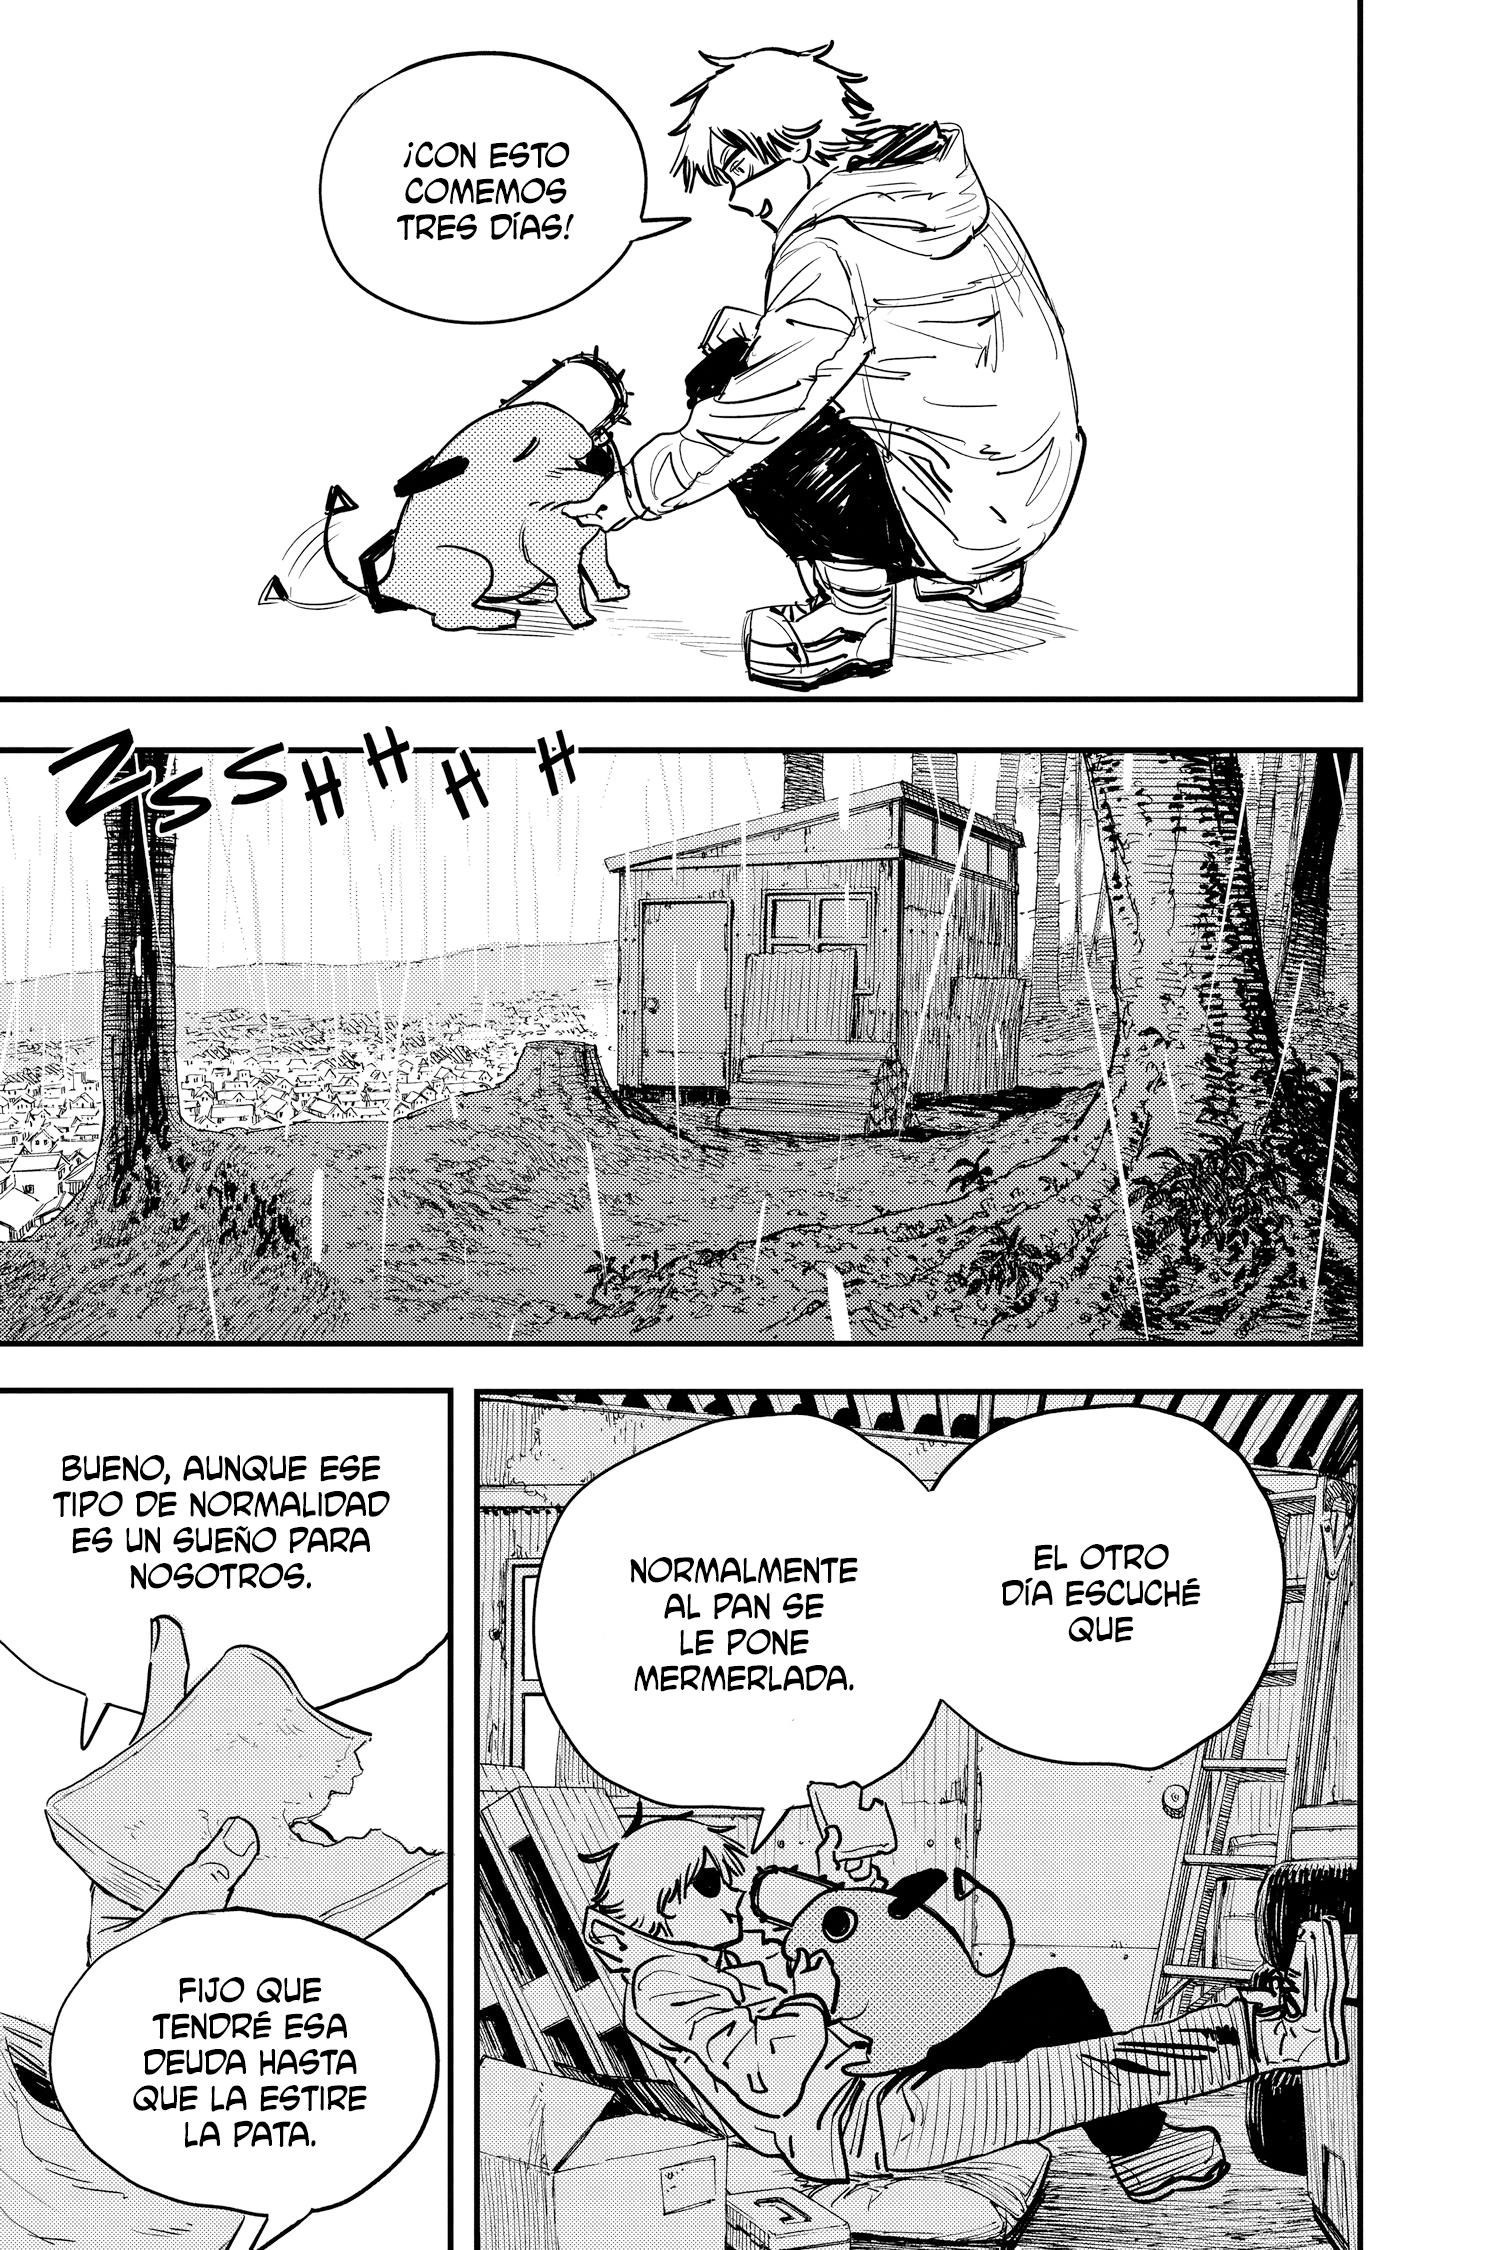 ¡CON ESTO
COMEMOS
TRES DÍAS!
ZSSHHHH
EL OTRO
DÍA ESCUCHÉ
QUE
NORMALMENTE
AL PAN SE
LE PONE
MERMERLADA.
BUENO, AUNQUE ESE
TIPO DE NORMALIDAD
ES UN SUEÑO PARA
NOSOTROS.
FIJO QUE
TENDRÉ ESA
DEUDA HASTA
QUE LA ESTIRE
LA PATA.